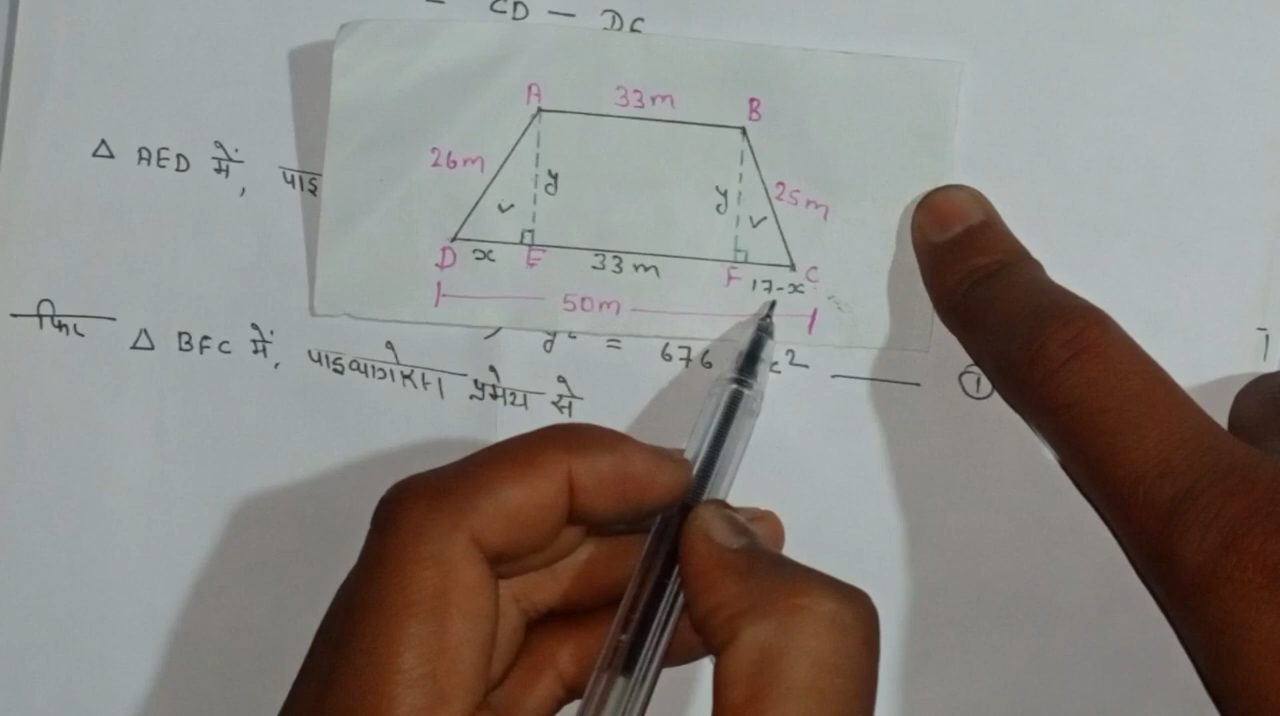 CD — DC
A 33m B
△ AED में, पाइ
26m y y 25m
D x E 33m F 17-x C
50m
y² = 676 x² —— ①
फिर △ BFC में, पाइथागोरस प्रमेय से